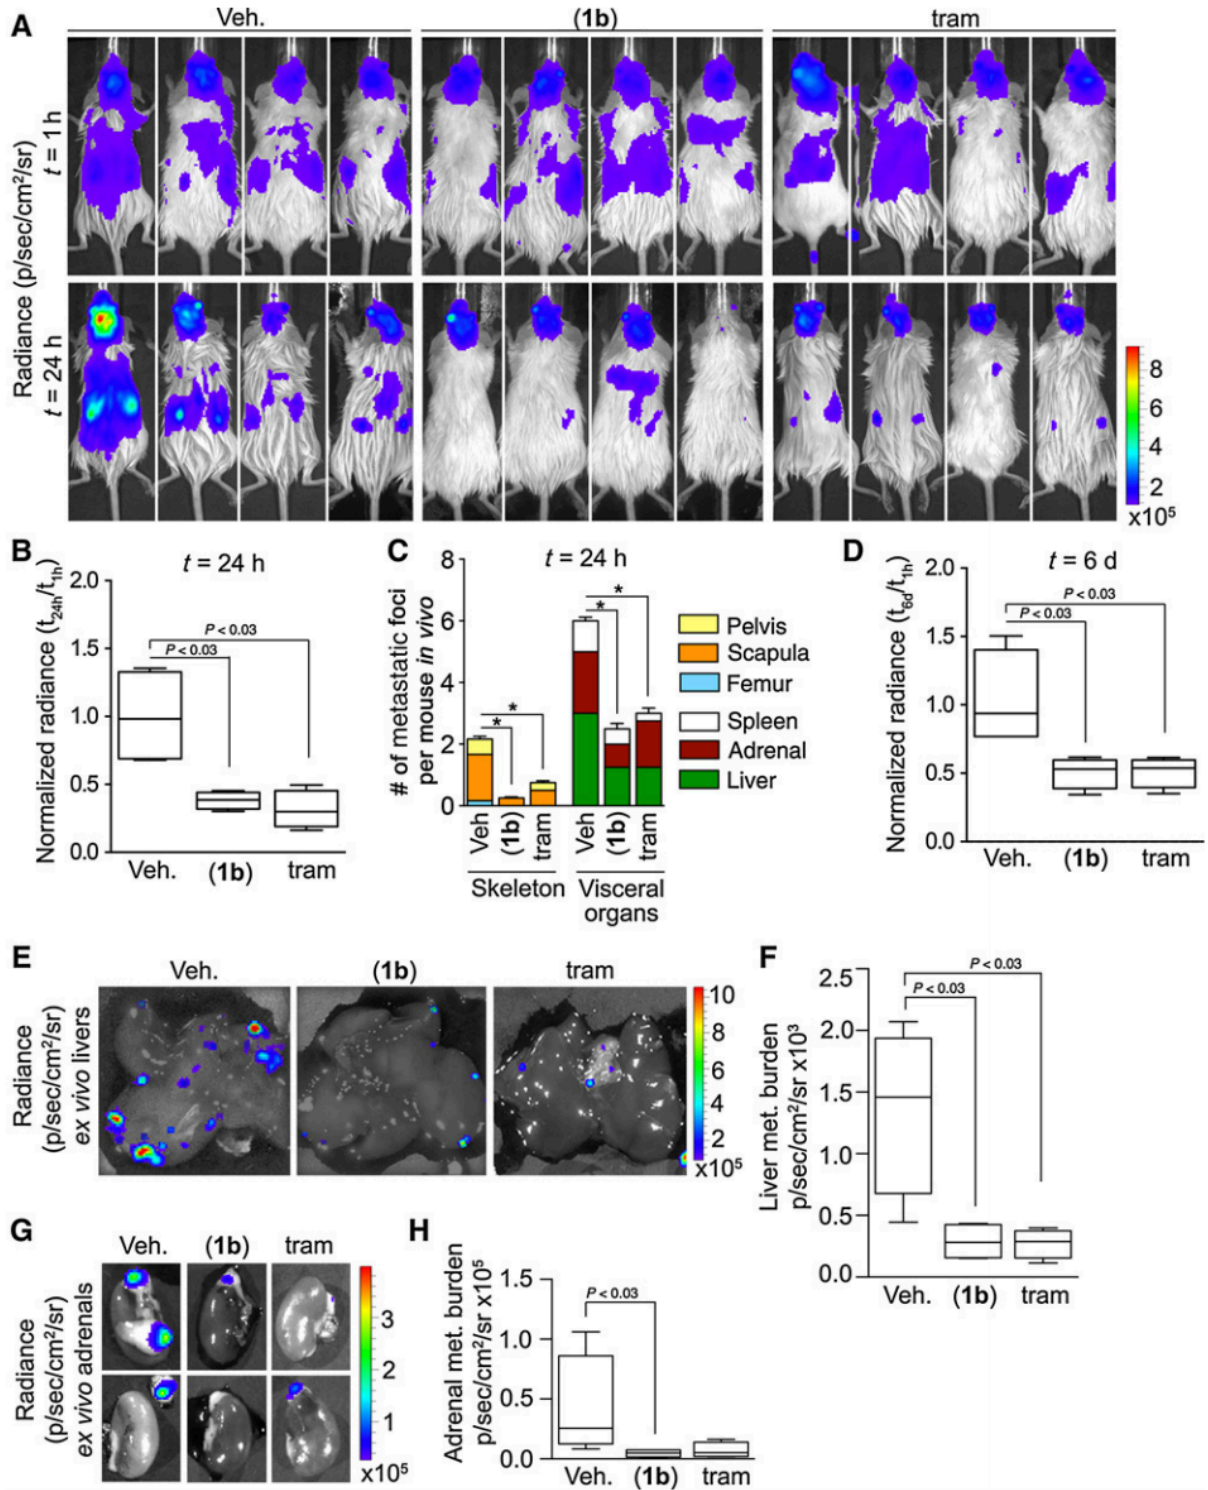 A
Veh.
(1b)
tram
Radiance (p/sec/cm²/sr)
t = 1h
t = 24 h
8
6
4
2
x10⁵
B
t = 24 h
Normalized radiance (t24h/t1h)
2.0
1.5
1.0
0.5
0.0
P < 0.03
P < 0.03
Veh.
(1b)
tram
C
t = 24 h
# of metastatic foci
per mouse in vivo
8
6
4
2
0
*
*
*
*
Veh
(1b)
tram
Veh
(1b)
tram
Skeleton
Visceral
organs
Pelvis
Scapula
Femur
Spleen
Adrenal
Liver
D
t = 6 d
Normalized radiance (t6d/t1h)
2.0
1.5
1.0
0.5
0.0
P < 0.03
P < 0.03
Veh.
(1b)
tram
E
Veh.
(1b)
tram
Radiance
(p/sec/cm²/sr)
ex vivo livers
10
8
6
4
2
x10⁵
F
Liver met. burden
p/sec/cm²/sr x10³
2.5
2.0
1.5
1.0
0.5
0.0
P < 0.03
P < 0.03
Veh.
(1b)
tram
G
Veh.
(1b)
tram
Radiance
(p/sec/cm²/sr)
ex vivo adrenals
3
2
1
x10⁵
H
Adrenal met. burden
p/sec/cm²/sr x10⁵
1.5
1.0
0.5
0.0
P < 0.03
Veh.
(1b)
tram